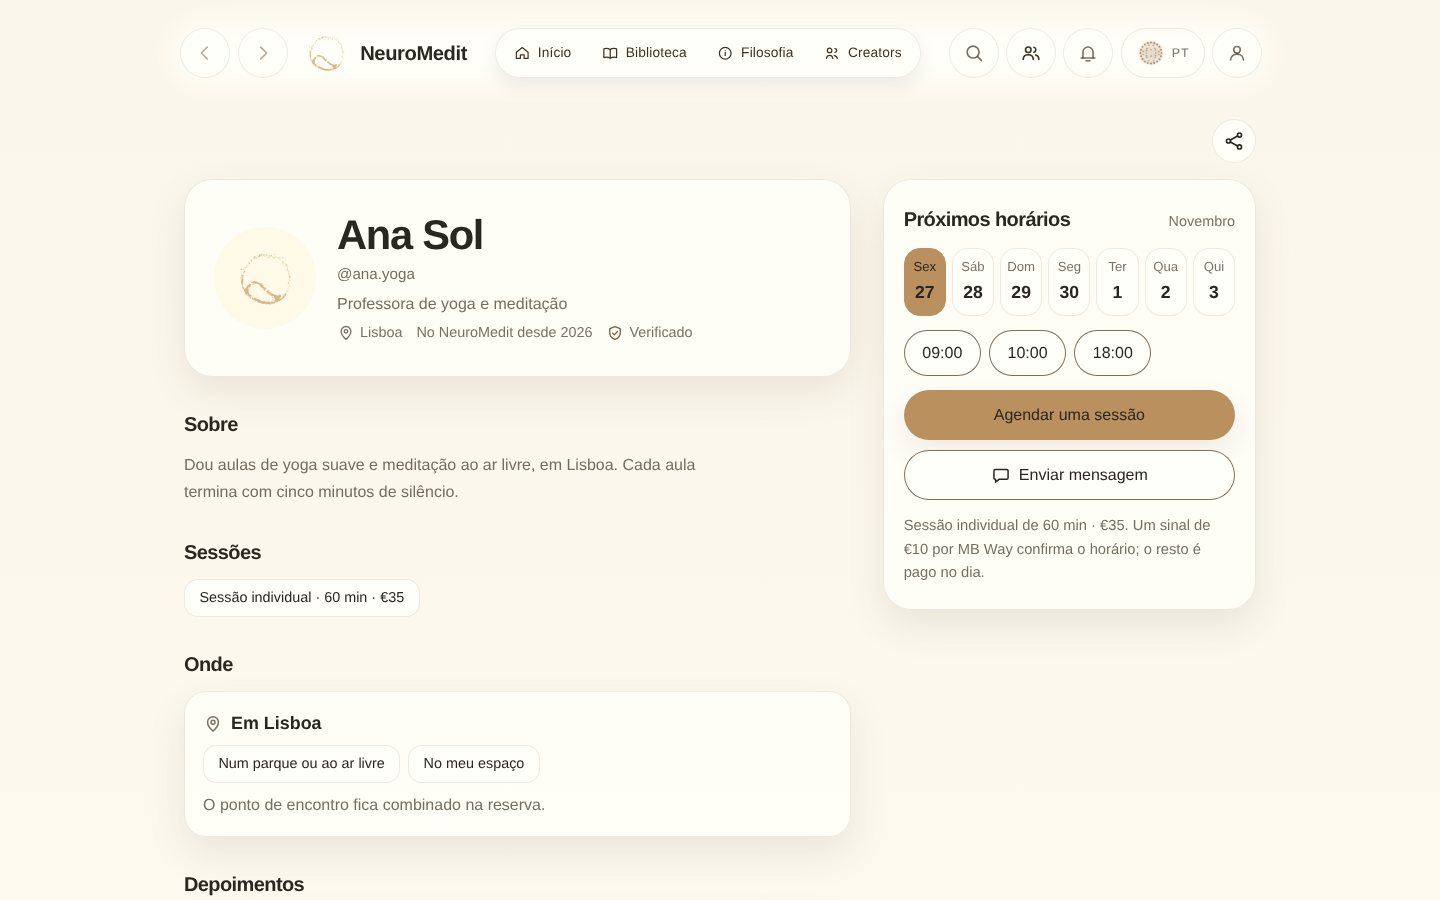 NeuroMedit
Início
Biblioteca
Filosofia
Creators
PT
Ana Sol
@ana.yoga
Professora de yoga e meditação
Lisboa No NeuroMedit desde 2026 Verificado
Sobre
Dou aulas de yoga suave e meditação ao ar livre, em Lisboa. Cada aula
termina com cinco minutos de silêncio.
Sessões
Sessão individual · 60 min · €35
Onde
Em Lisboa
Num parque ou ao ar livre
No meu espaço
O ponto de encontro fica combinado na reserva.
Depoimentos
Próximos horários
Novembro
Sex Sáb Dom Seg Ter Qua Qui
27 28 29 30 1 2 3
09:00 10:00 18:00
Agendar uma sessão
Enviar mensagem
Sessão individual de 60 min · €35. Um sinal de
€10 por MB Way confirma o horário; o resto é
pago no dia.